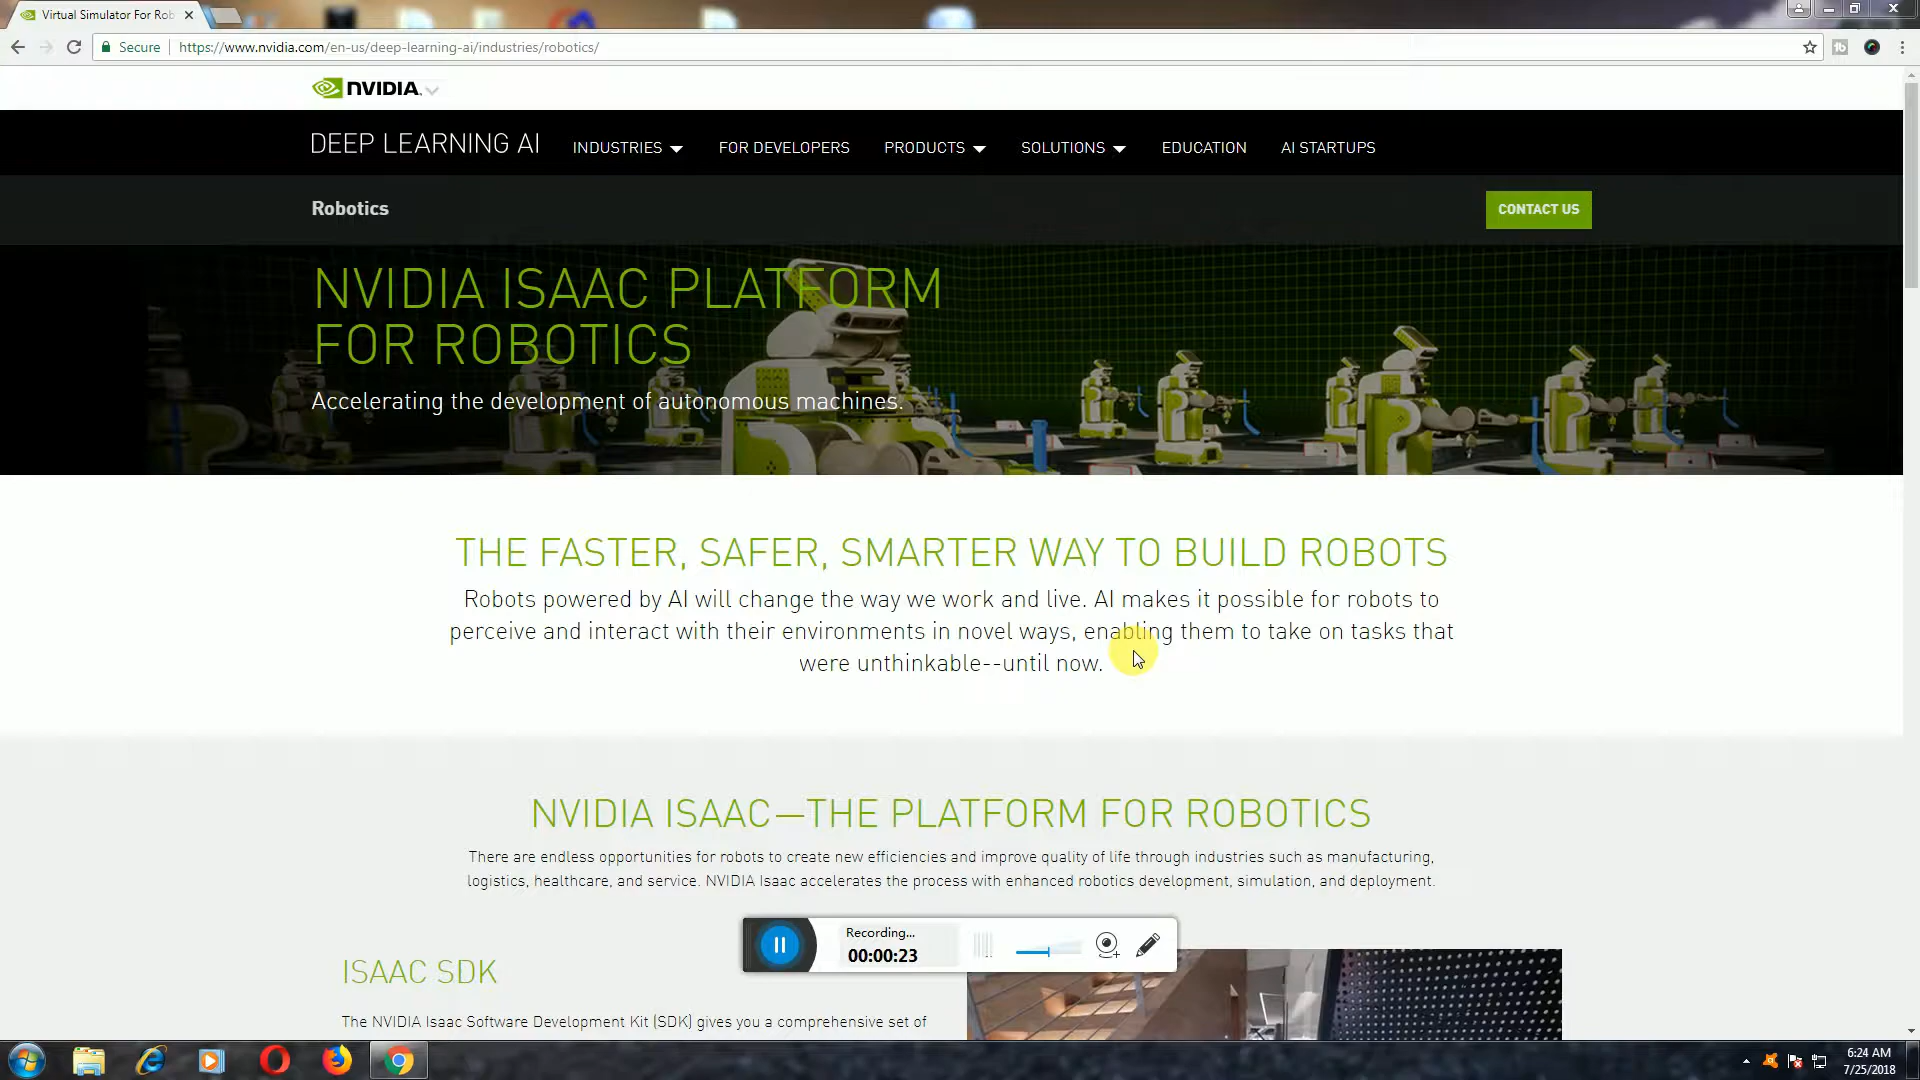 Virtual Simulator For Rob
Secure
https://www.nvidia.com/en-us/deep-learning-ai/industries/robotics/
NVIDIA.
DEEP LEARNING AI
INDUSTRIES
FOR DEVELOPERS
PRODUCTS
SOLUTIONS
EDUCATION
AI STARTUPS
Robotics
CONTACT US
NVIDIA ISAAC PLATFORM
FOR ROBOTICS
Accelerating the development of autonomous machines.
THE FASTER, SAFER, SMARTER WAY TO BUILD ROBOTS
Robots powered by AI will change the way we work and live. AI makes it possible for robots to
perceive and interact with their environments in novel ways, enabling them to take on tasks that
were unthinkable--until now.
NVIDIA ISAAC—THE PLATFORM FOR ROBOTICS
There are endless opportunities for robots to create new efficiencies and improve quality of life through industries such as manufacturing,
logistics, healthcare, and service. NVIDIA Isaac accelerates the process with enhanced robotics development, simulation, and deployment.
Recording...
00:00:23
ISAAC SDK
The NVIDIA Isaac Software Development Kit (SDK) gives you a comprehensive set of
6:24 AM
7/25/2018